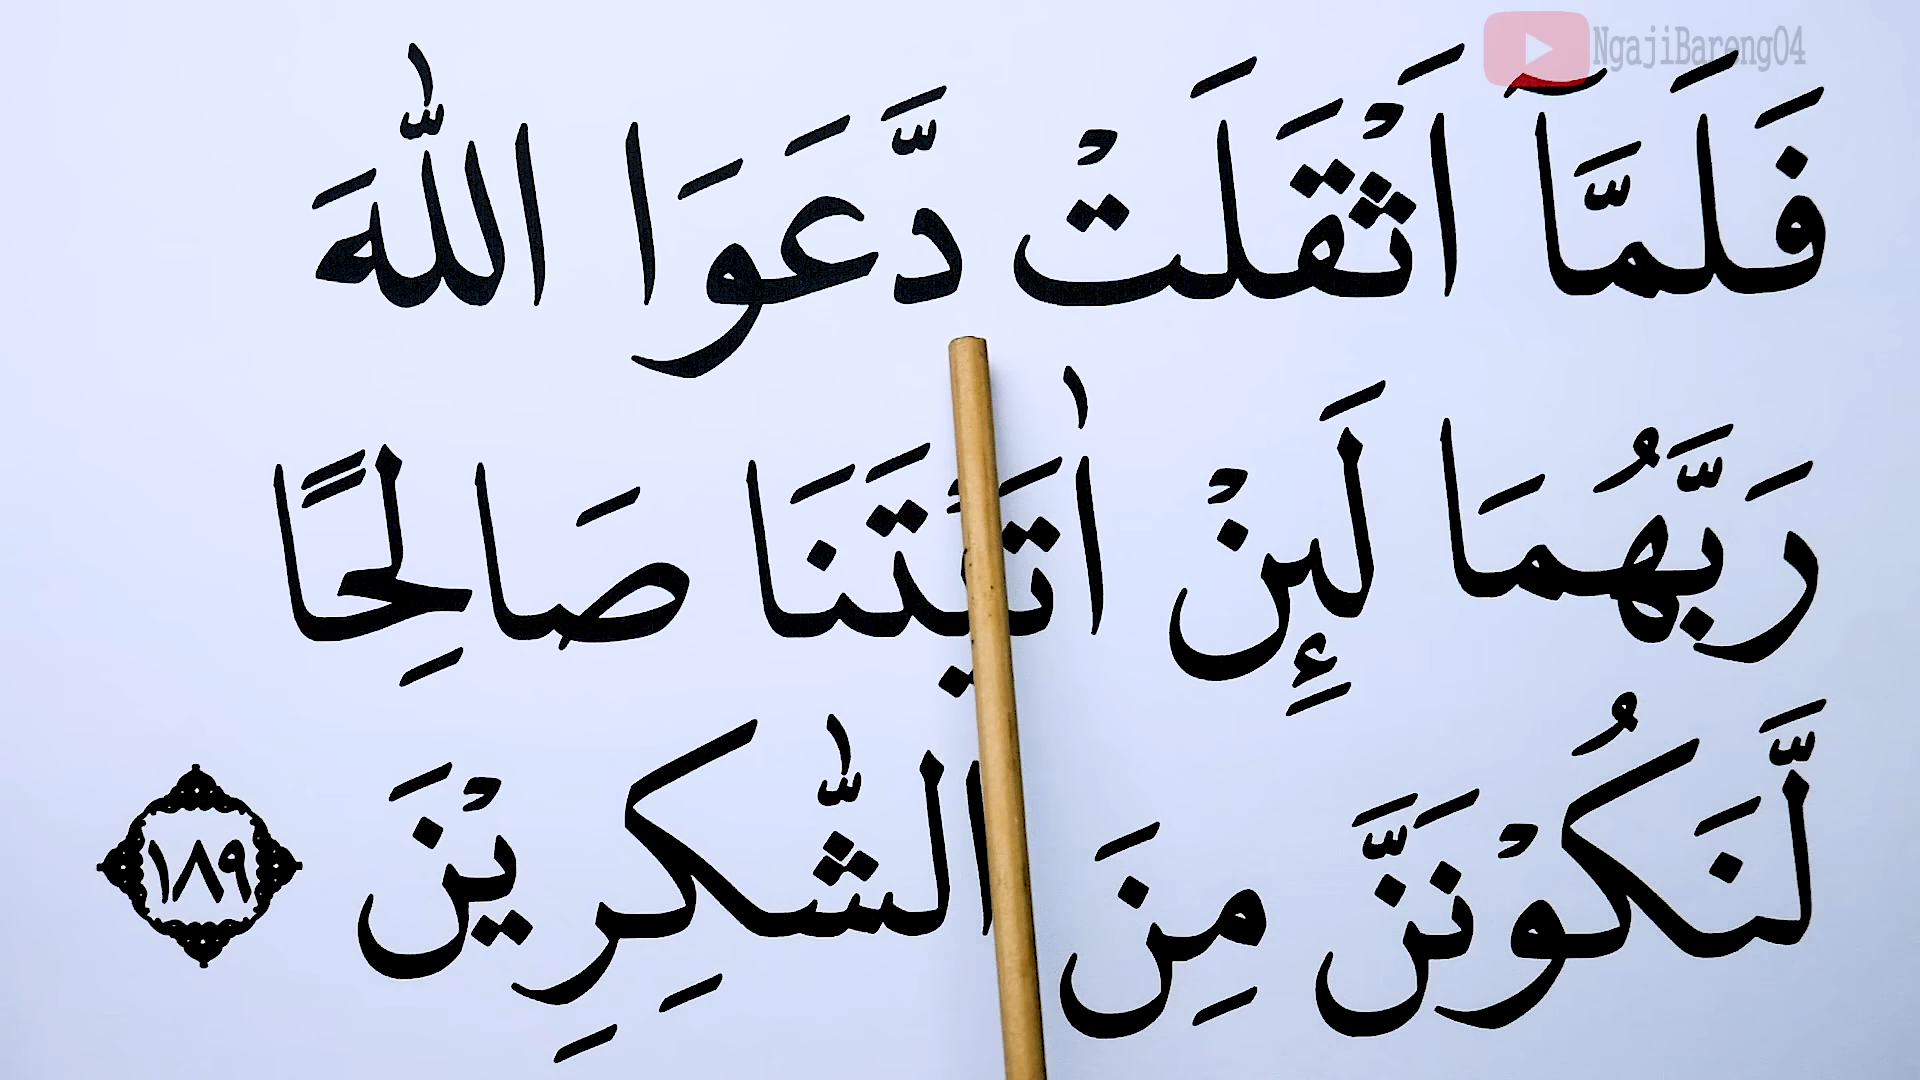 NgajiBareng04
فَلَمَّآ اَثْقَلَتْ دَّعَوَا اللّٰهَ
رَبَّهُمَا لَىِٕنْ اٰتَيْتَنَا صَالِحًا
لَّنَكُوْنَنَّ مِنَ الشّٰكِرِيْنَ ١٨٩